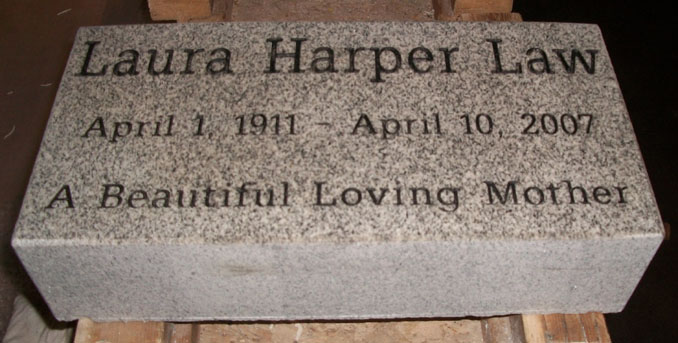 Laura Harper Law
April 1, 1911 - April 10, 2007
A Beautiful Loving Mother